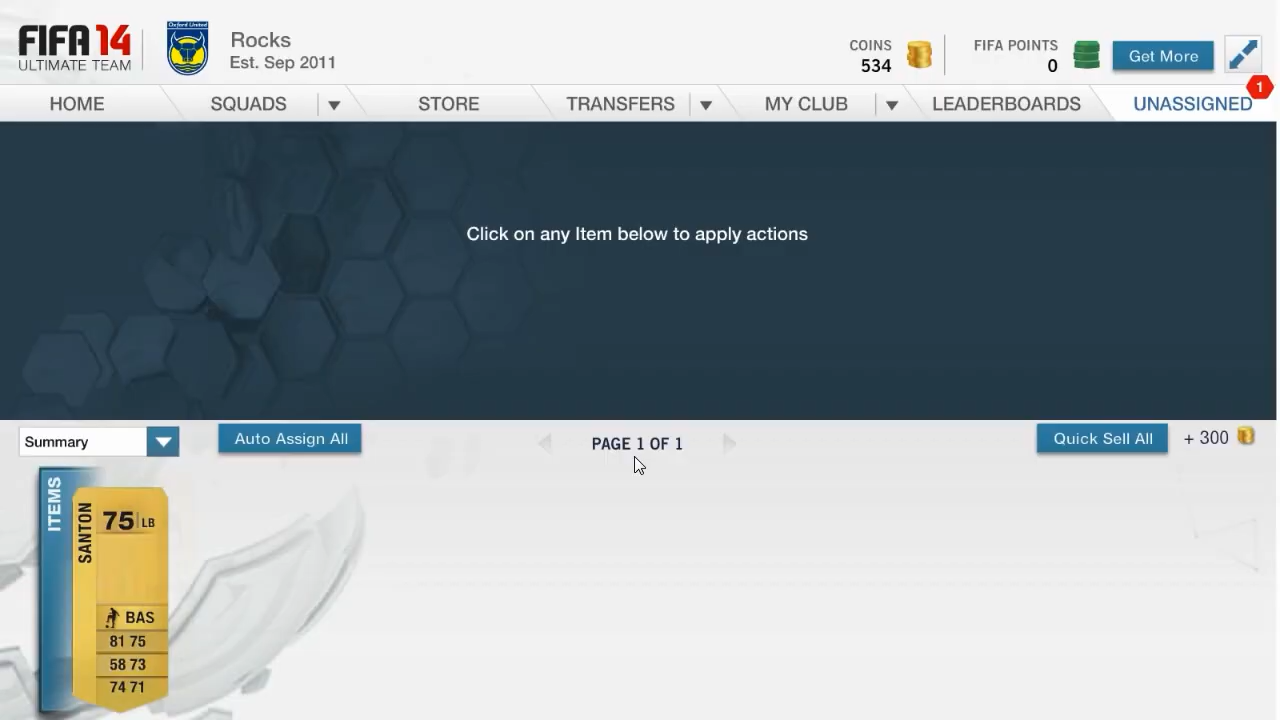 FIFA 14
ULTIMATE TEAM
Oxford United
Rocks
Est. Sep 2011
COINS
534
FIFA POINTS
0
Get More
HOME
SQUADS
STORE
TRANSFERS
MY CLUB
LEADERBOARDS
UNASSIGNED
1
Click on any Item below to apply actions
Summary
Auto Assign All
PAGE 1 OF 1
Quick Sell All
+ 300
ITEMS
SANTON
75 LB
BAS
81 75
58 73
74 71